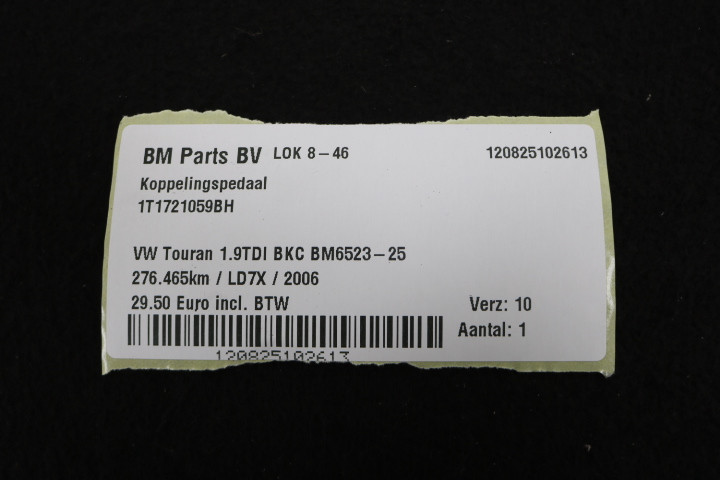 BM Parts BV LOK 8-46 120825102613
Koppelingspedaal
1T1721059BH
VW Touran 1.9TDI BKC BM6523-25
276.465km / LD7X / 2006
29.50 Euro incl. BTW Verz: 10
Aantal: 1
120825102613